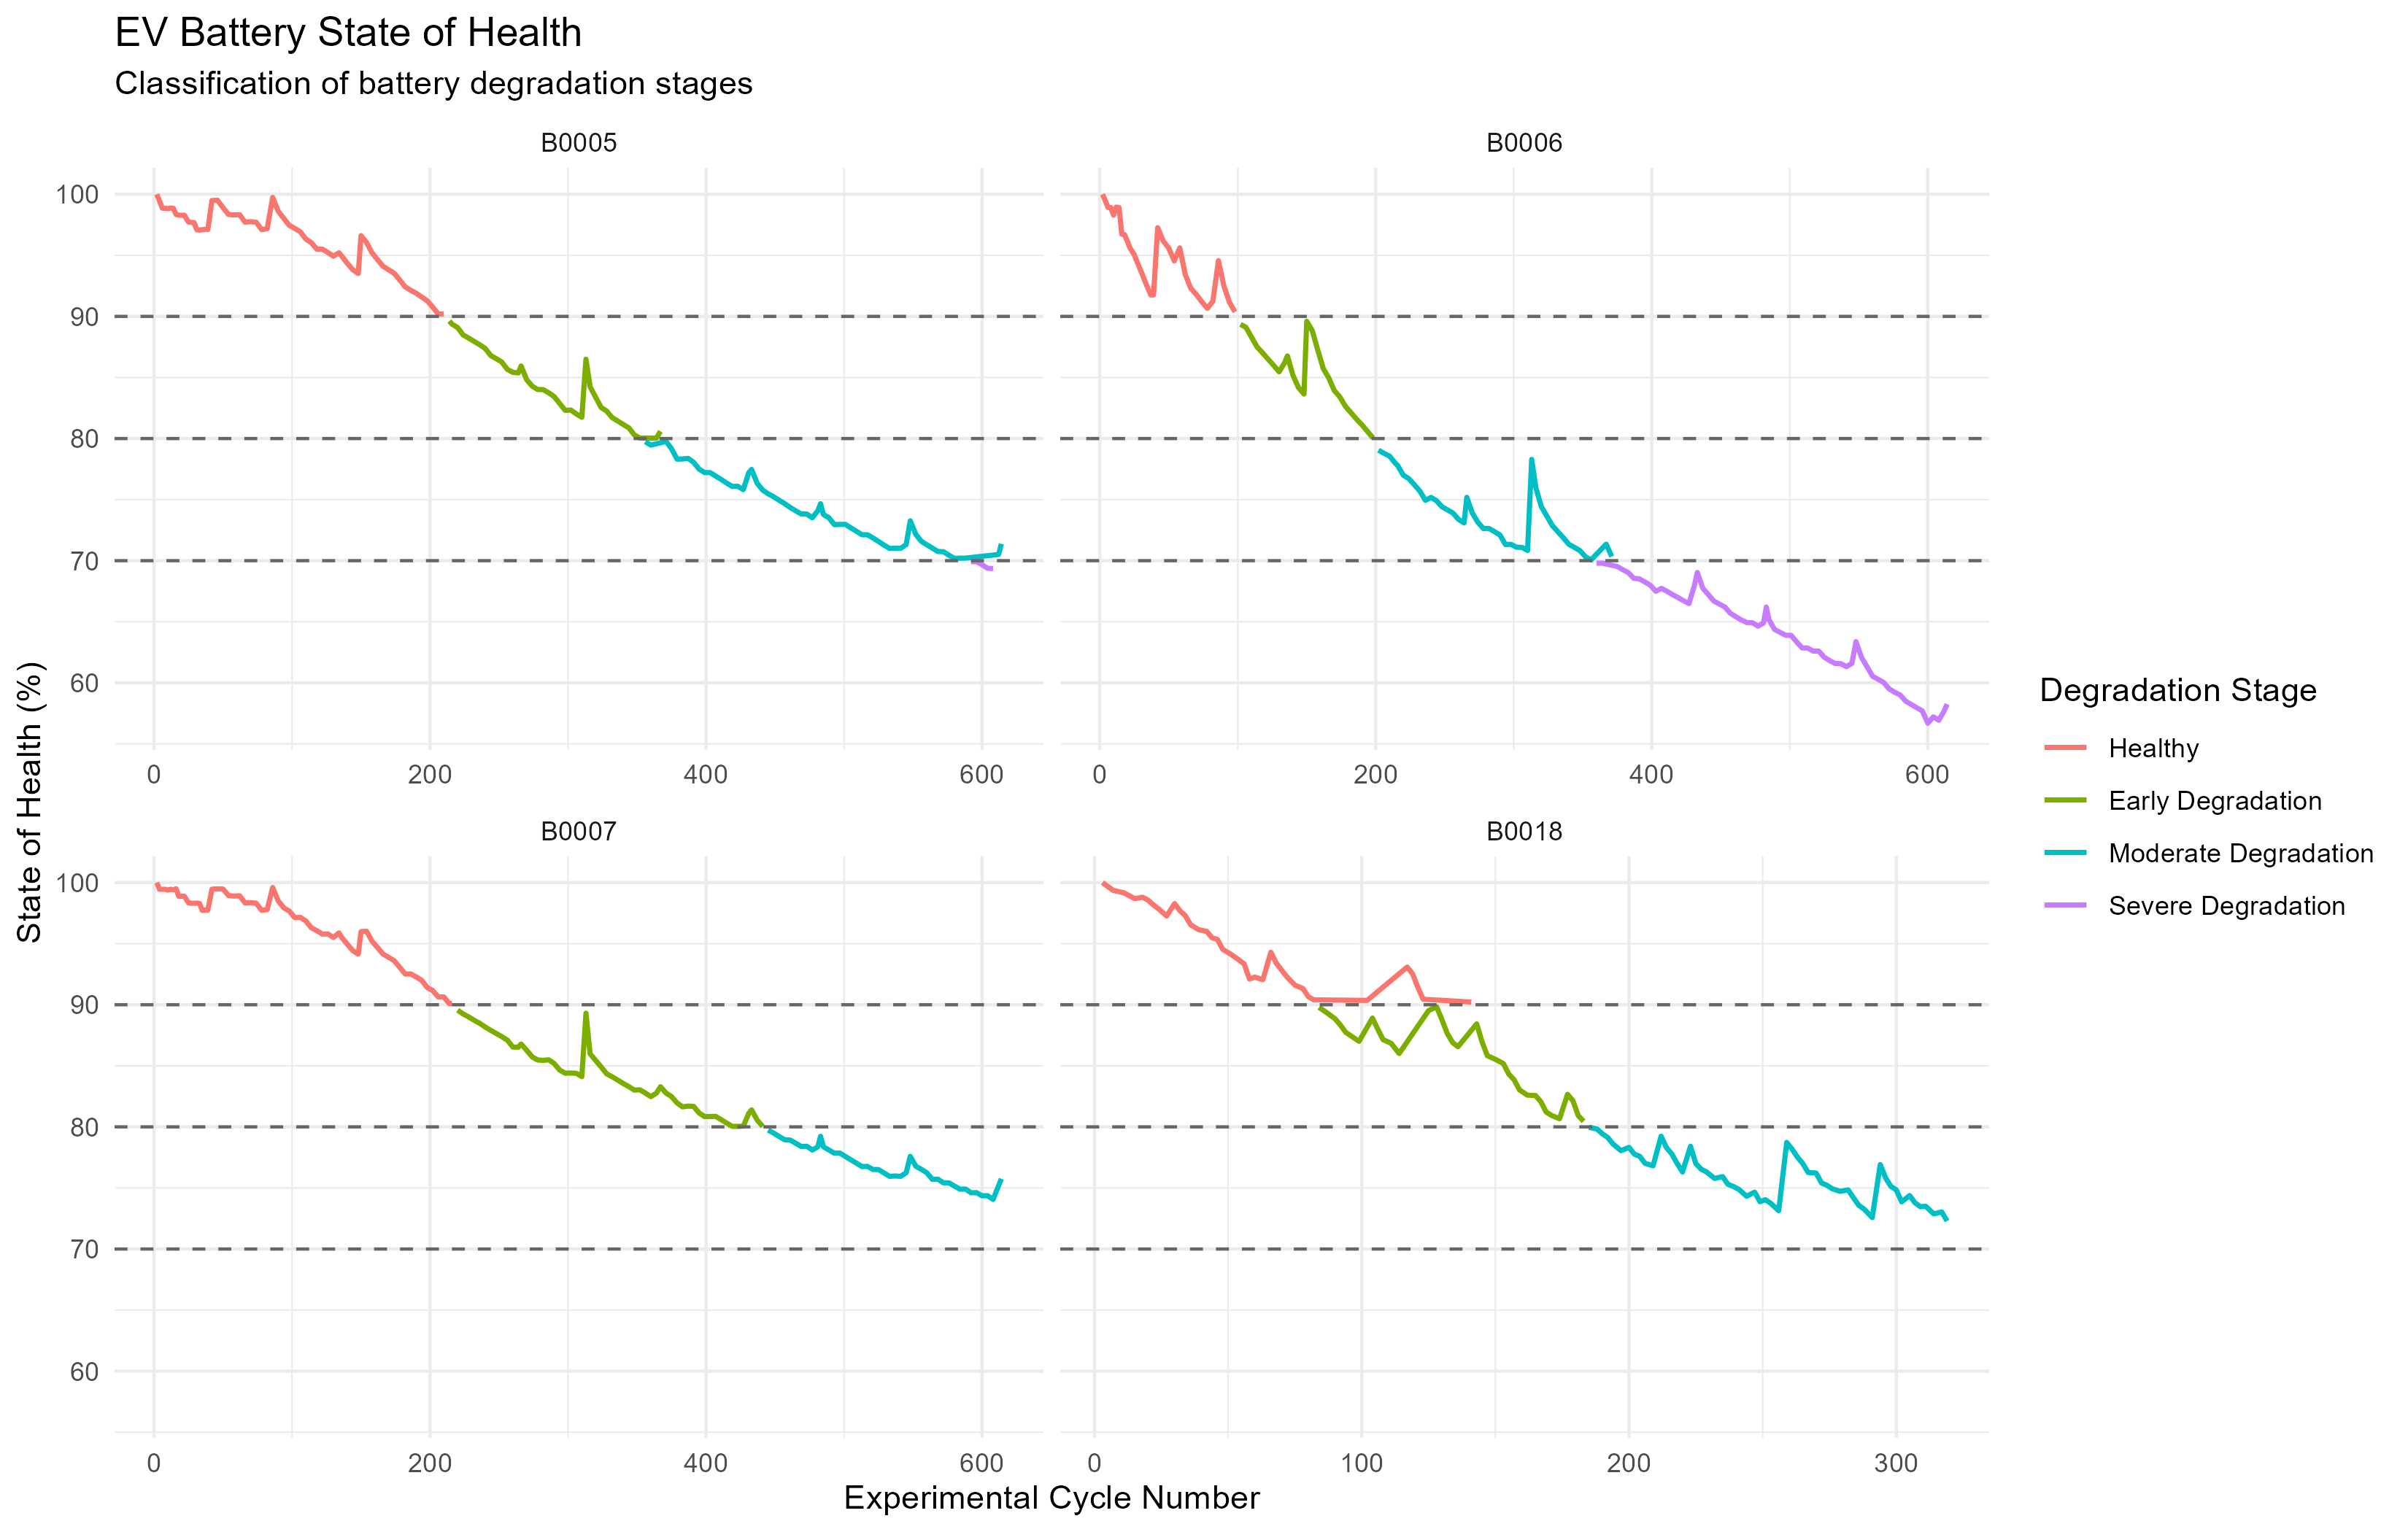 EV Battery State of Health
Classification of battery degradation stages
B0005
B0006
100
90
80
70
60
0
200
400
600
0
200
400
600
B0007
B0018
100
90
80
70
60
0
200
400
600
0
100
200
300
Experimental Cycle Number
State of Health (%)
Degradation Stage
Healthy
Early Degradation
Moderate Degradation
Severe Degradation